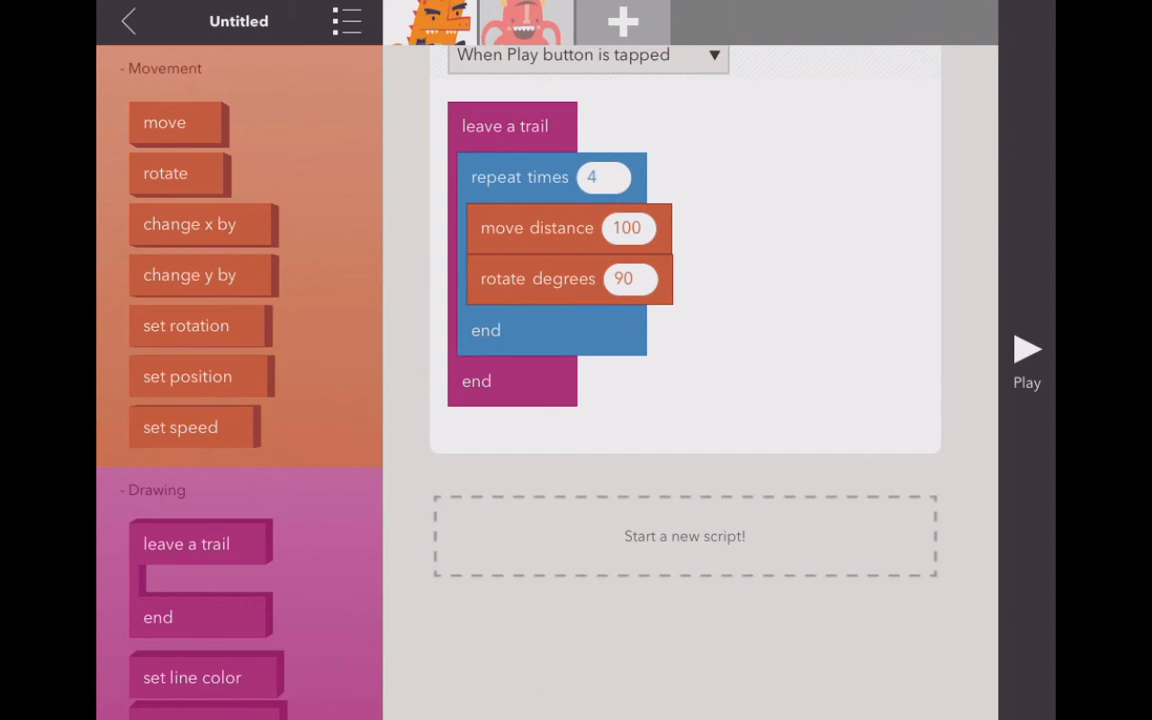 Untitled
- Movement
move
rotate
change x by
change y by
set rotation
set position
set speed
- Drawing
leave a trail
end
set line color
When Play button is tapped
leave a trail
repeat times 4
move distance 100
rotate degrees 90
end
end
Start a new script!
Play